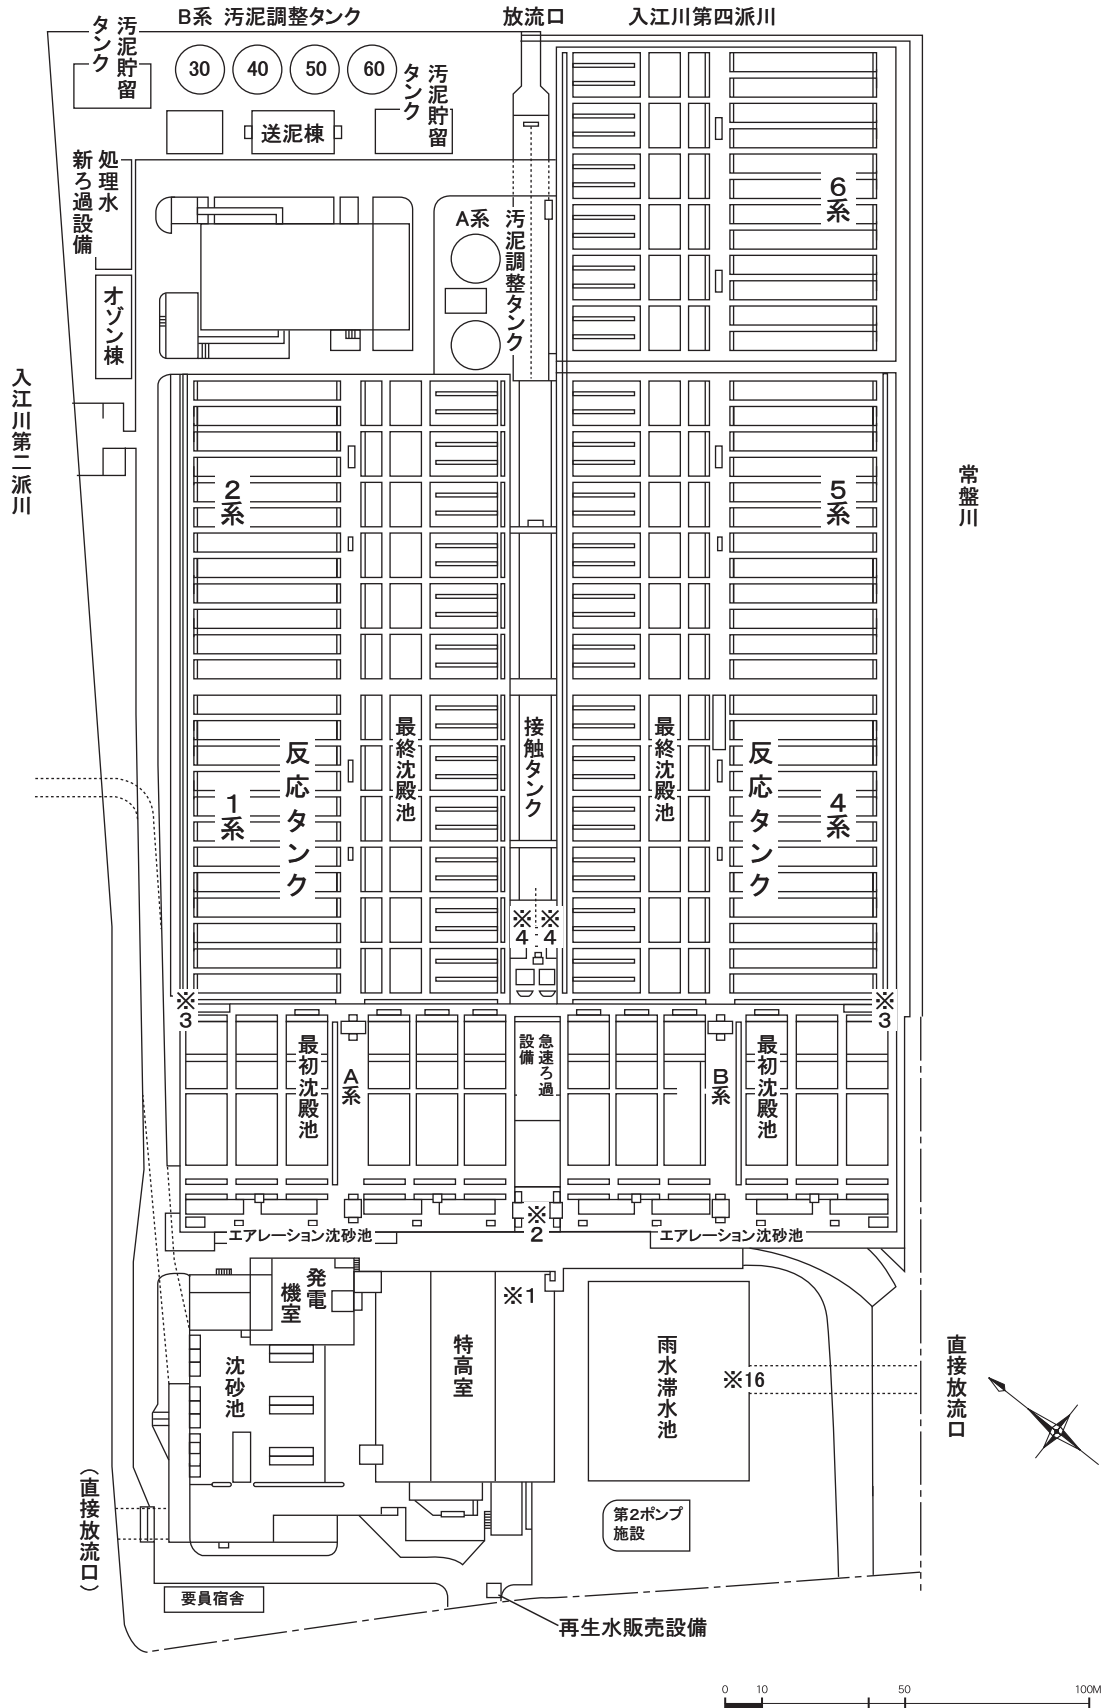 B系 汚泥調整タンク
放流口
入江川第四派川
汚泥貯留
タンク
30
40
50
60
汚泥貯留
タンク
送泥棟
処理水
新ろ過設備
オゾン棟
A系
汚泥調整タンク
6系
入江川第二派川
2系
5系
常盤川
1系
反応タンク
最終沈殿池
接触タンク
最終沈殿池
反応タンク
4系
※4
※4
※3
※3
最初沈殿池
A系
急速ろ過
設備
B系
最初沈殿池
エアレーション沈砂池
※2
エアレーション沈砂池
発電
機室
※1
沈砂池
特高室
雨水滞水池
※16
直接放流口
(直接放流口)
第2ポンプ
施設
要員宿舎
再生水販売設備
0 10 50 100M